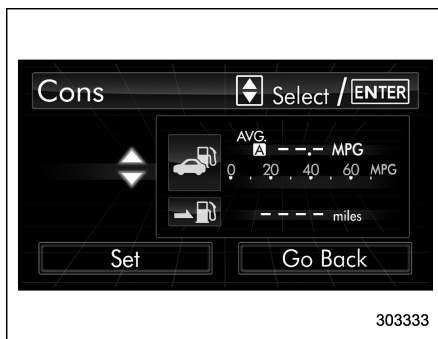 Cons Select / ENTER
AVG.
A --.- MPG
0 . 20 . 40 . 60 MPG
---- miles
Set Go Back
303333